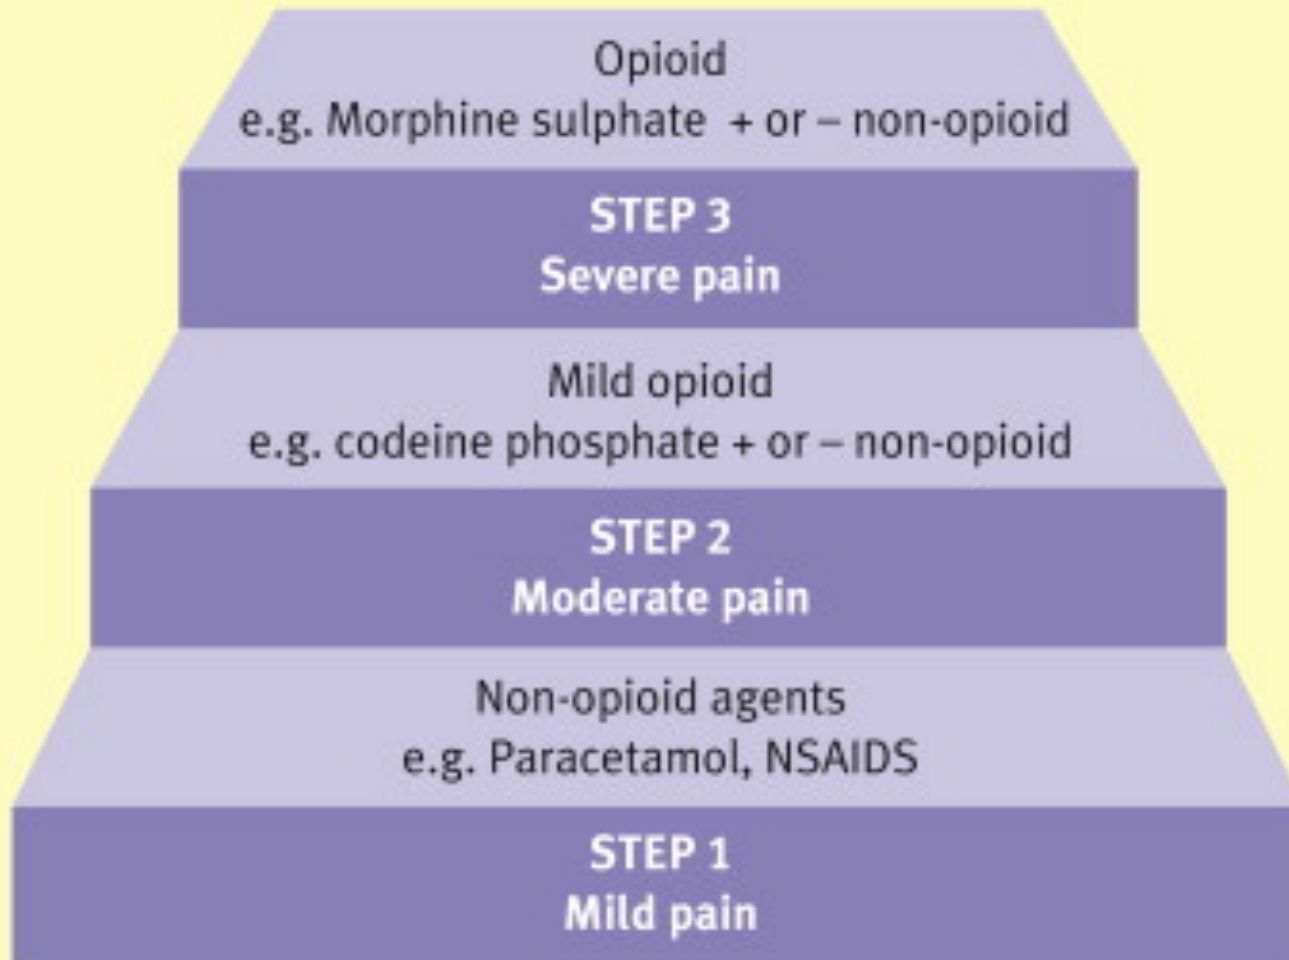 Opioid
e.g. Morphine sulphate + or – non-opioid
STEP 3
Severe pain
Mild opioid
e.g. codeine phosphate + or – non-opioid
STEP 2
Moderate pain
Non-opioid agents
e.g. Paracetamol, NSAIDS
STEP 1
Mild pain